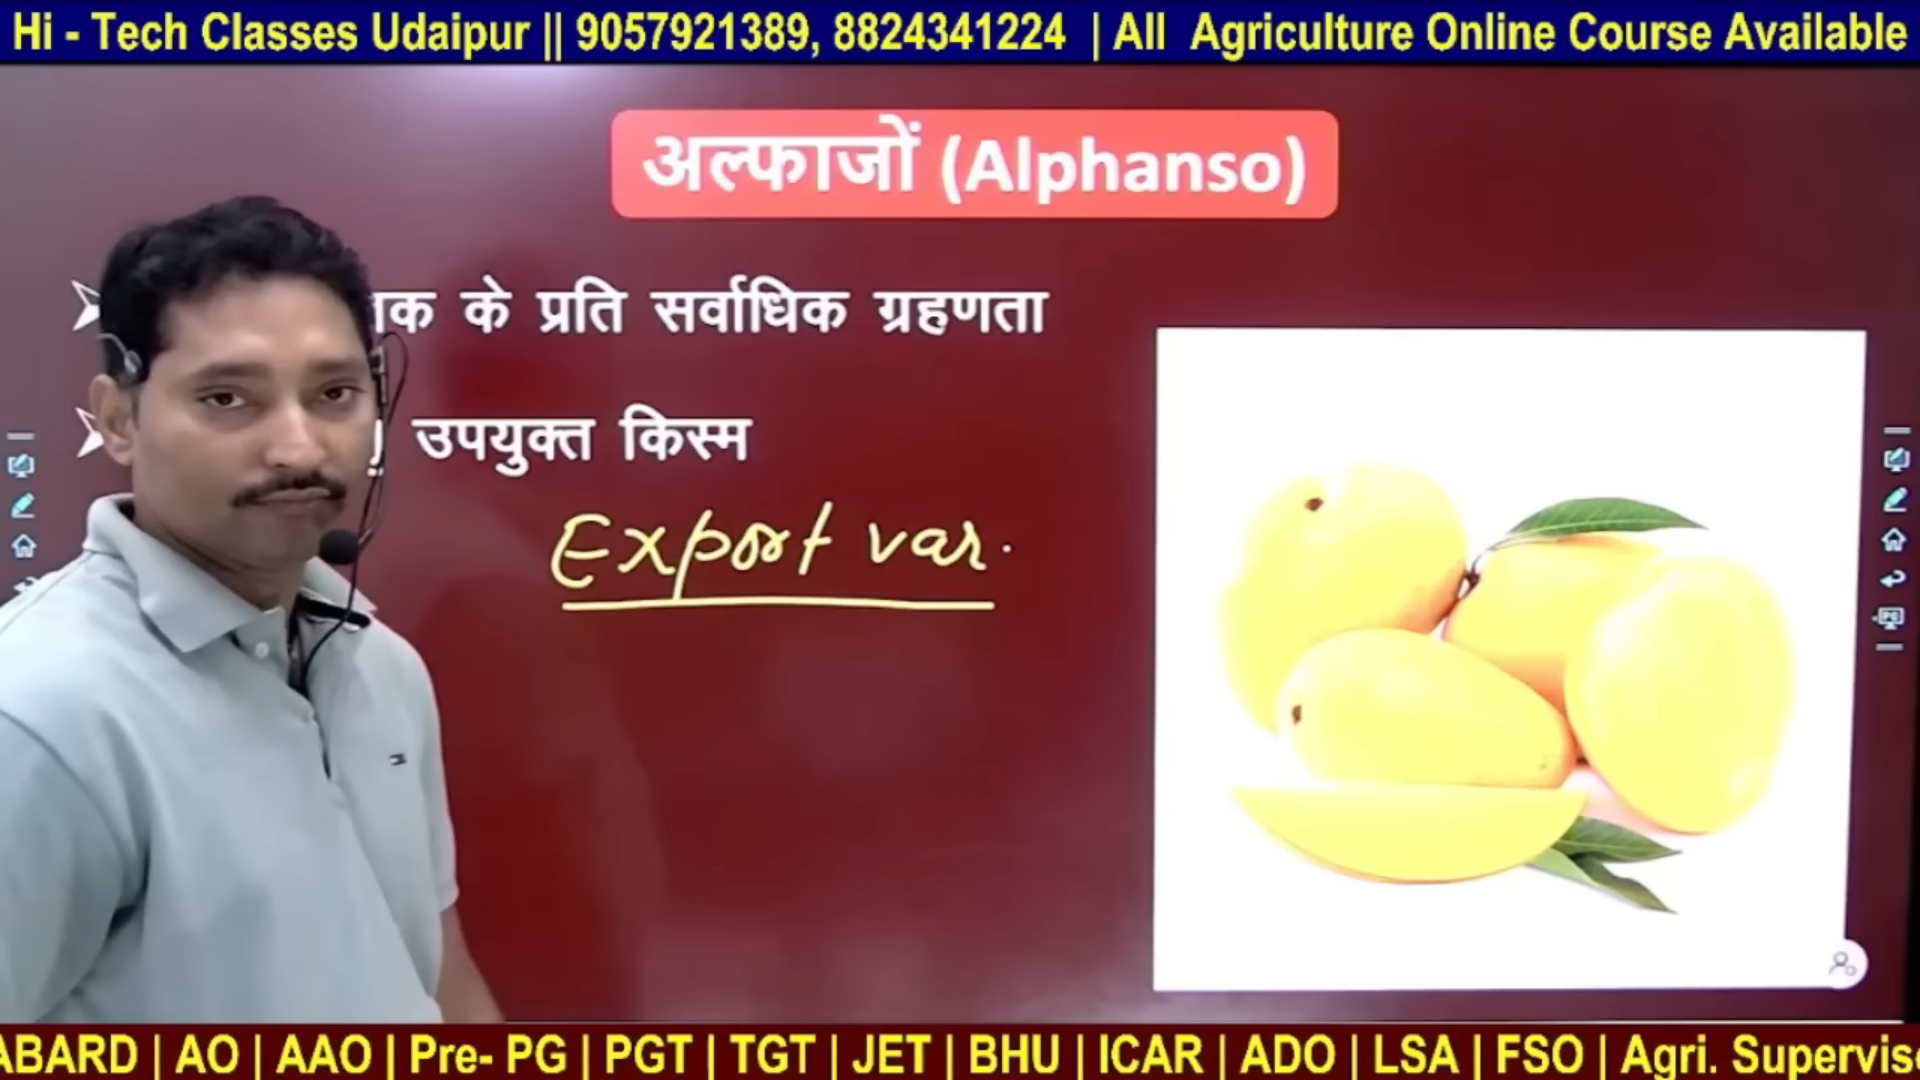 Hi - Tech Classes Udaipur || 9057921389, 8824341224 | All Agriculture Online Course Available
अल्फाजों (Alphanso)
के प्रति सर्वाधिक ग्रहणता
उपयुक्त किस्म
Export var.
ABARD | AO | AAO | Pre- PG | PGT | TGT | JET | BHU | ICAR | ADO | LSA | FSO | Agri. Supervis